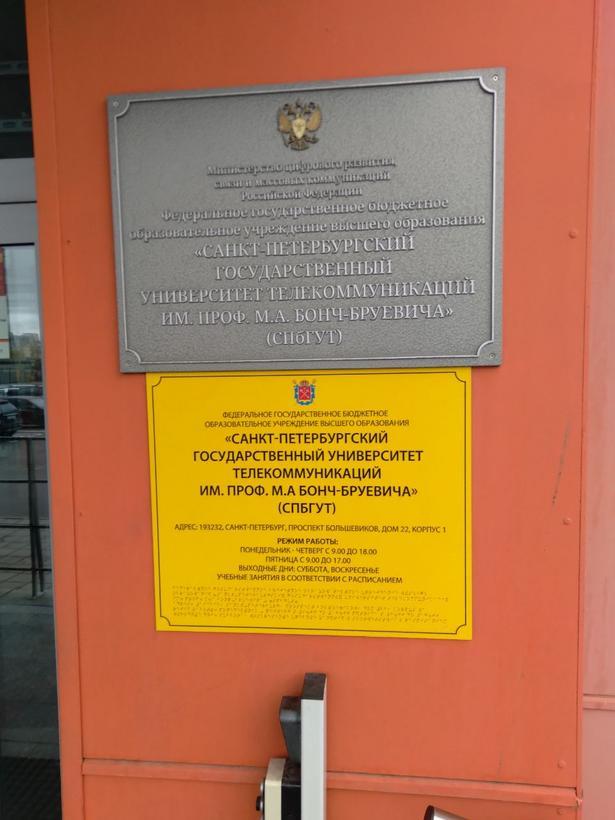 Министерство цифрового развития,
связи и массовых коммуникаций
Российской Федерации
Федеральное государственное бюджетное
образовательное учреждение высшего образования
«САНКТ-ПЕТЕРБУРГСКИЙ
ГОСУДАРСТВЕННЫЙ
УНИВЕРСИТЕТ ТЕЛЕКОММУНИКАЦИЙ
ИМ. ПРОФ. М.А. БОНЧ-БРУЕВИЧА»
(СПбГУТ)
ФЕДЕРАЛЬНОЕ ГОСУДАРСТВЕННОЕ БЮДЖЕТНОЕ
ОБРАЗОВАТЕЛЬНОЕ УЧРЕЖДЕНИЕ ВЫСШЕГО ОБРАЗОВАНИЯ
«САНКТ-ПЕТЕРБУРГСКИЙ
ГОСУДАРСТВЕННЫЙ УНИВЕРСИТЕТ
ТЕЛЕКОММУНИКАЦИЙ
ИМ. ПРОФ. М.А БОНЧ-БРУЕВИЧА»
(СПБГУТ)
АДРЕС: 193232, САНКТ-ПЕТЕРБУРГ, ПРОСПЕКТ БОЛЬШЕВИКОВ, ДОМ 22, КОРПУС 1
РЕЖИМ РАБОТЫ:
ПОНЕДЕЛЬНИК - ЧЕТВЕРГ С 9.00 ДО 18.00
ПЯТНИЦА С 9.00 ДО 17.00
ВЫХОДНЫЕ ДНИ: СУББОТА, ВОСКРЕСЕНЬЕ
УЧЕБНЫЕ ЗАНЯТИЯ В СООТВЕТСТВИИ С РАСПИСАНИЕМ